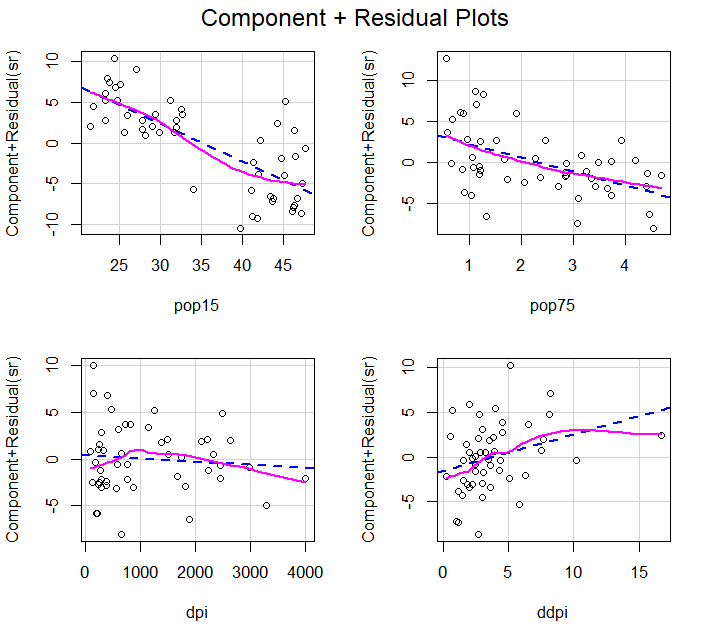 Component + Residual Plots
Component+Residual(sr)
10
5
0
-5
-10
25 30 35 40 45
pop15
Component+Residual(sr)
10
5
0
-5
1 2 3 4
pop75
Component+Residual(sr)
10
5
0
-5
0 1000 2000 3000 4000
dpi
Component+Residual(sr)
10
5
0
-5
0 5 10 15
ddpi